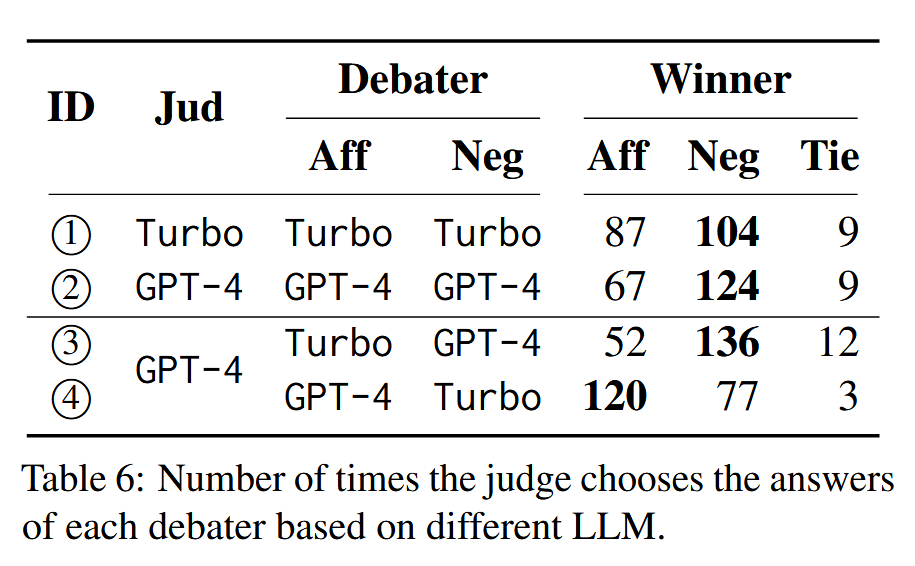 ID Jud Debater Winner
Aff Neg Aff Neg Tie
① Turbo Turbo Turbo 87 104 9
② GPT-4 GPT-4 GPT-4 67 124 9
③ GPT-4 Turbo GPT-4 52 136 12
④ GPT-4 Turbo 120 77 3
Table 6: Number of times the judge chooses the answers
of each debater based on different LLM.